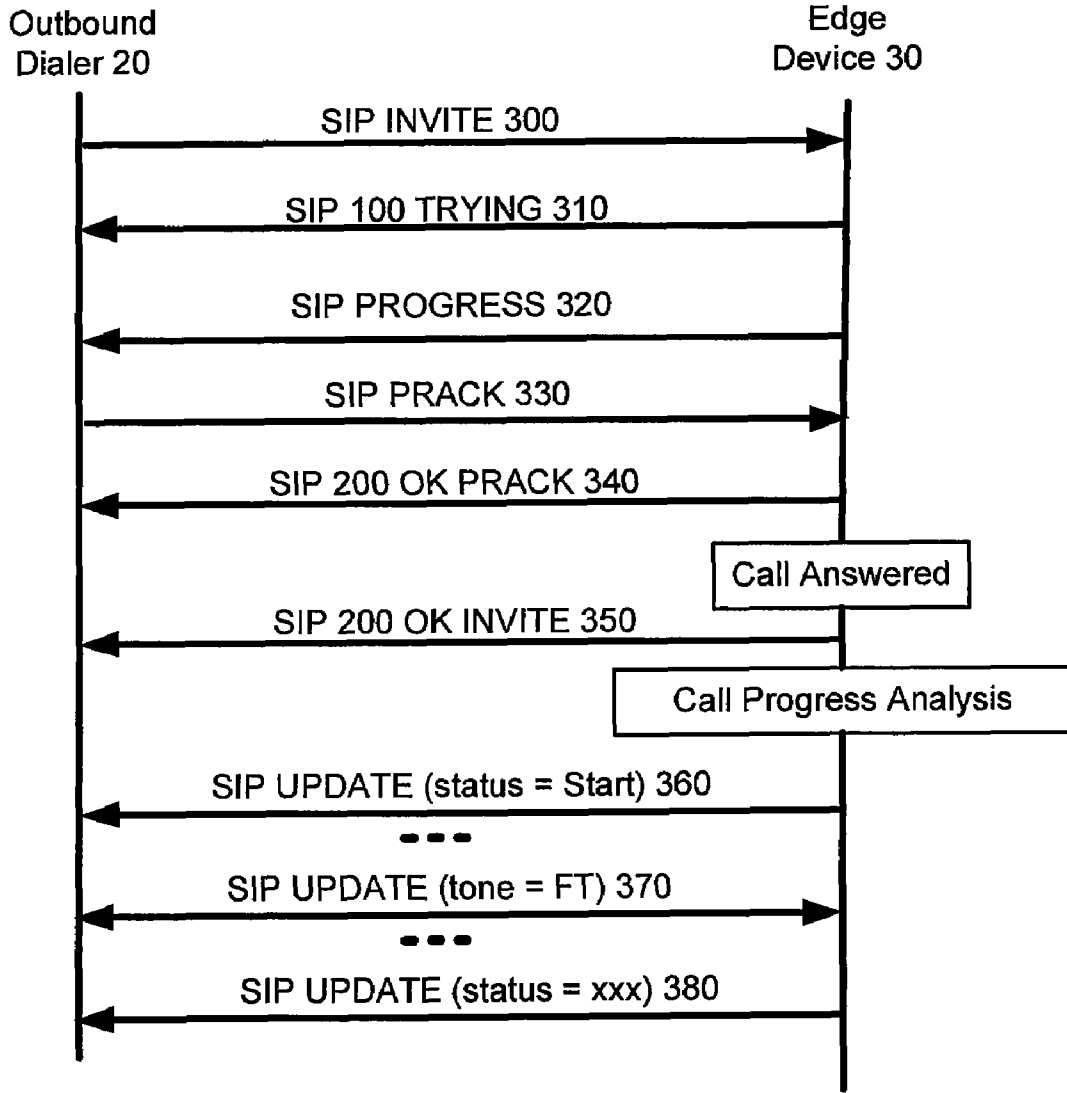 Outbound
Dialer 20
Edge
Device 30
SIP INVITE 300
SIP 100 TRYING 310
SIP PROGRESS 320
SIP PRACK 330
SIP 200 OK PRACK 340
Call Answered
SIP 200 OK INVITE 350
Call Progress Analysis
SIP UPDATE (status = Start) 360
SIP UPDATE (tone = FT) 370
SIP UPDATE (status = xxx) 380